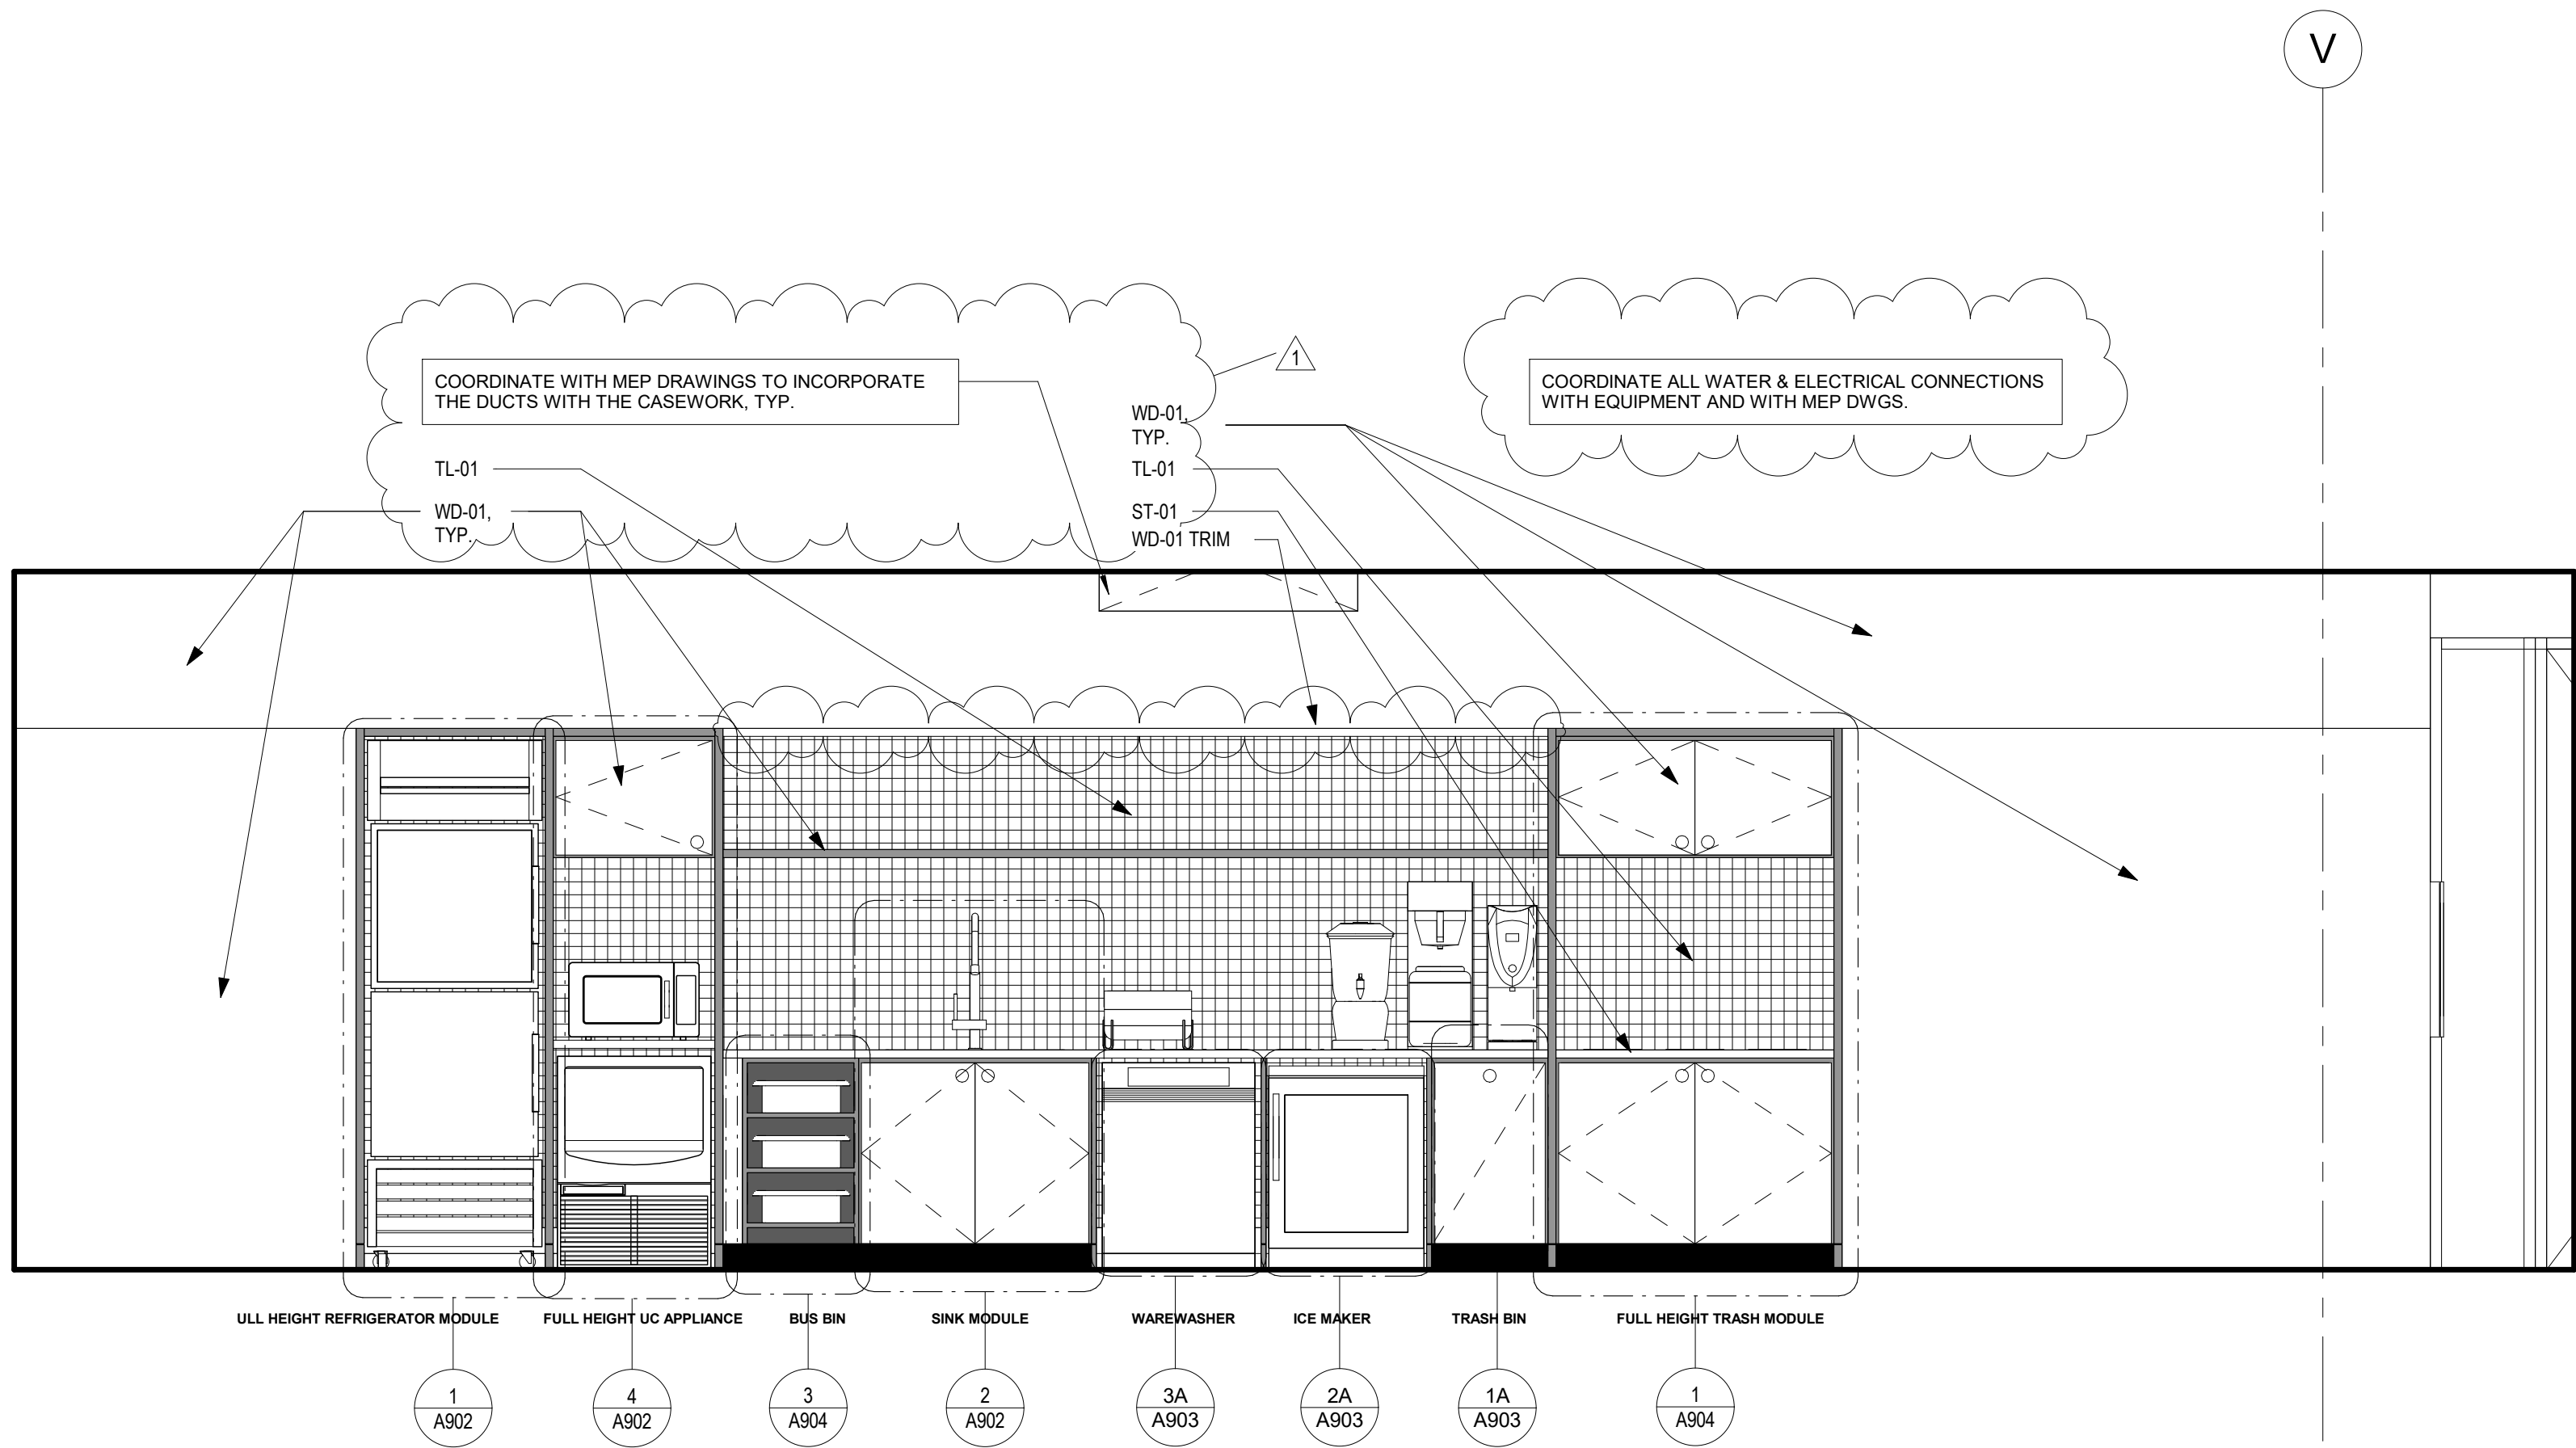 V
1
COORDINATE WITH MEP DRAWINGS TO INCORPORATE
THE DUCTS WITH THE CASEWORK, TYP.
COORDINATE ALL WATER & ELECTRICAL CONNECTIONS
WITH EQUIPMENT AND WITH MEP DWGS.
TL-01
WD-01,
TYP.
WD-01,
TYP.
TL-01
ST-01
WD-01 TRIM
ULL HEIGHT REFRIGERATOR MODULE
FULL HEIGHT UC APPLIANCE
BUS BIN
SINK MODULE
WAREWASHER
ICE MAKER
TRASH BIN
FULL HEIGHT TRASH MODULE
1
A902
4
A902
3
A904
2
A902
3A
A903
2A
A903
1A
A903
1
A904